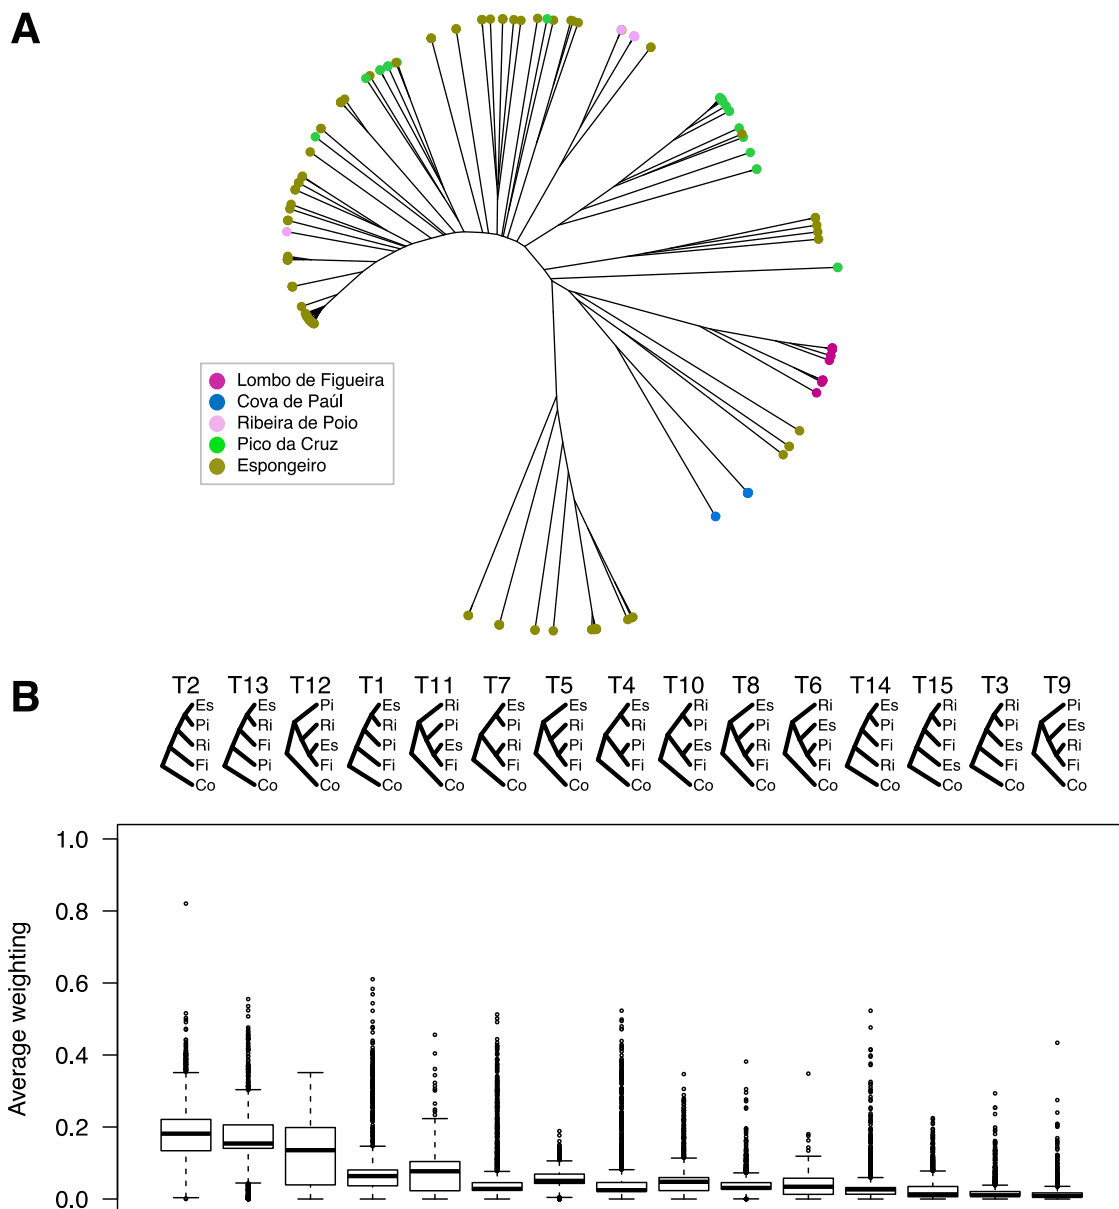 A
Lombo de Figueira
Cova de Paúl
Ribeira de Poio
Pico da Cruz
Espongeiro
B
T2 T13 T12 T1 T11 T7 T5 T4 T10 T8 T6 T14 T15 T3 T9
Es Es Pi Es Ri Es Es Es Ri Es Ri Es Ri Ri Pi
Pi Ri Ri Ri Pi Pi Ri Pi Pi Pi Es Pi Pi Pi Es
Ri Fi Es Pi Es Ri Pi Ri Es Ri Pi Fi Fi Es Ri
Fi Pi Fi Fi Fi Fi Fi Fi Fi Fi Fi Ri Es Fi Fi
Co Co Co Co Co Co Co Co Co Co Co Co Co Co Co
1.0
0.8
0.6
0.4
0.2
0.0
Average weighting